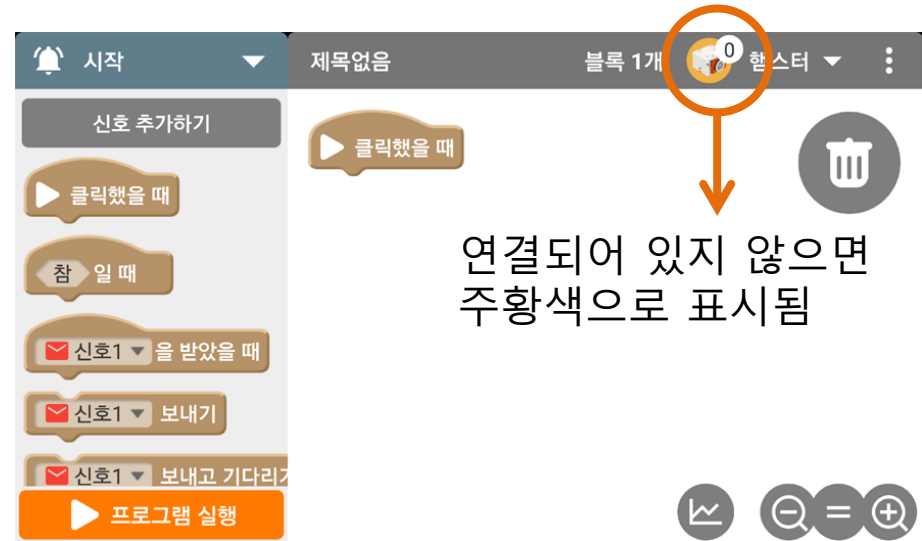 시작
제목없음
블록 1개
0
햄스터
신호 추가하기
클릭했을 때
참 일 때
신호1 을 받았을 때
신호1 보내기
신호1 보내고 기다리기
프로그램 실행
클릭했을 때
연결되어 있지 않으면
주황색으로 표시됨